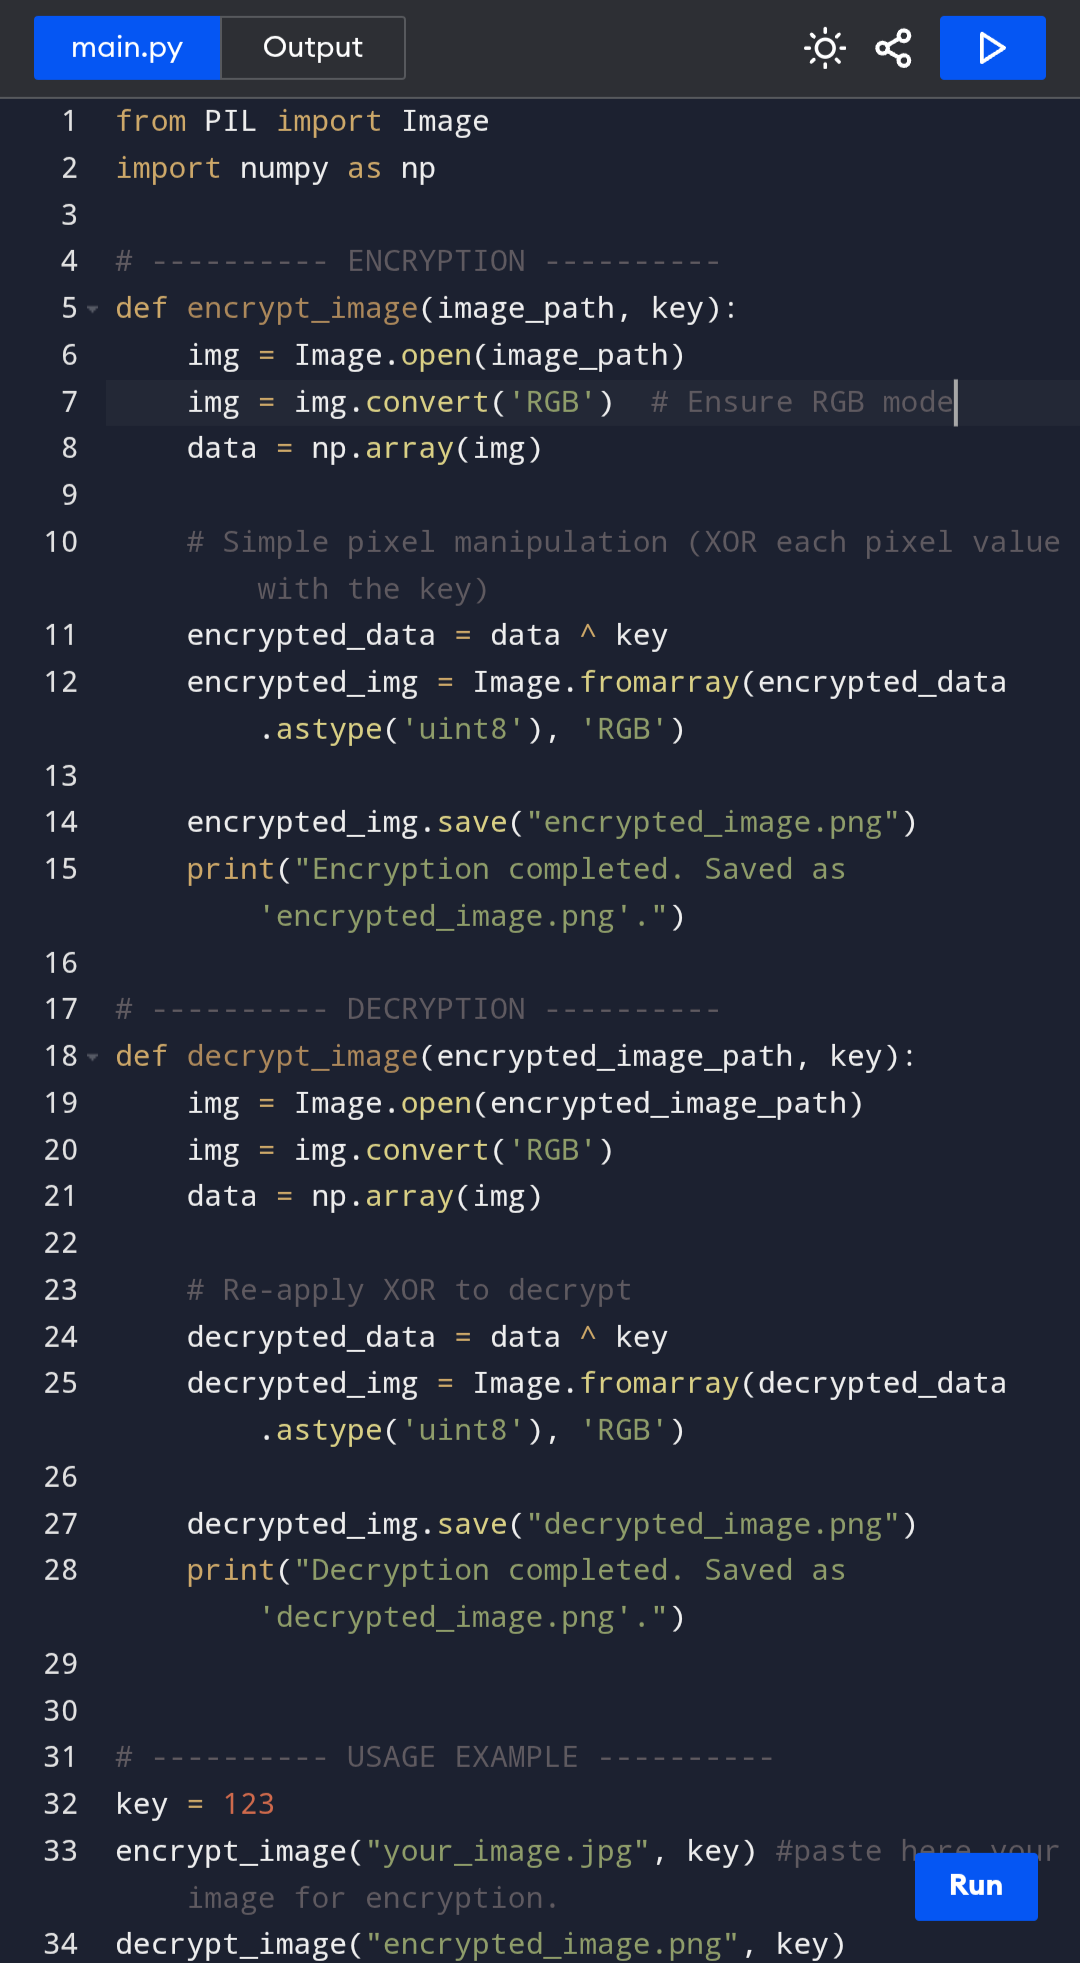 main.py Output
1 from PIL import Image
2 import numpy as np
3
4 # ---------- ENCRYPTION ----------
5 def encrypt_image(image_path, key):
6     img = Image.open(image_path)
7     img = img.convert('RGB')  # Ensure RGB mode
8     data = np.array(img)
9
10     # Simple pixel manipulation (XOR each pixel value
        with the key)
11     encrypted_data = data ^ key
12     encrypted_img = Image.fromarray(encrypted_data
        .astype('uint8'), 'RGB')
13
14     encrypted_img.save("encrypted_image.png")
15     print("Encryption completed. Saved as
        'encrypted_image.png'.")
16
17 # ---------- DECRYPTION ----------
18 def decrypt_image(encrypted_image_path, key):
19     img = Image.open(encrypted_image_path)
20     img = img.convert('RGB')
21     data = np.array(img)
22
23     # Re-apply XOR to decrypt
24     decrypted_data = data ^ key
25     decrypted_img = Image.fromarray(decrypted_data
        .astype('uint8'), 'RGB')
26
27     decrypted_img.save("decrypted_image.png")
28     print("Decryption completed. Saved as
        'decrypted_image.png'.")
29
30
31 # ---------- USAGE EXAMPLE ----------
32 key = 123
33 encrypt_image("your_image.jpg", key) #paste here your
    image for encryption.
Run
34 decrypt_image("encrypted_image.png", key)